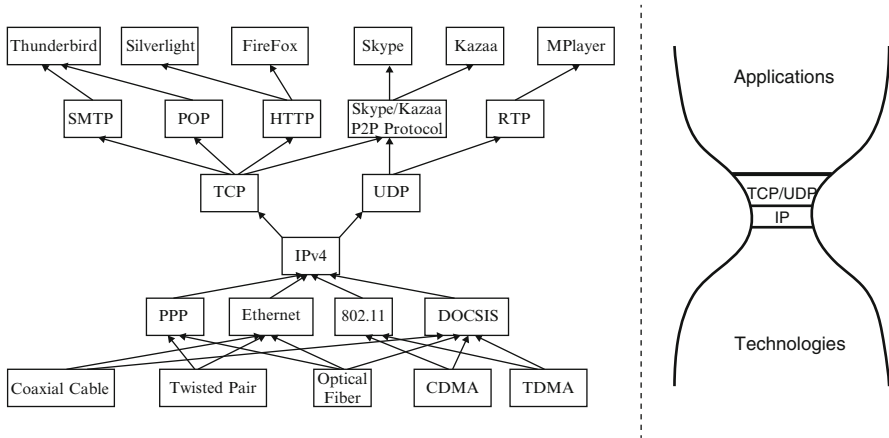 Thunderbird
Silverlight
FireFox
Skype
Kazaa
MPlayer
SMTP
POP
HTTP
Skype/Kazaa
P2P Protocol
RTP
TCP
UDP
IPv4
PPP
Ethernet
802.11
DOCSIS
Coaxial Cable
Twisted Pair
Optical
Fiber
CDMA
TDMA
Applications
TCP/UDP
IP
Technologies